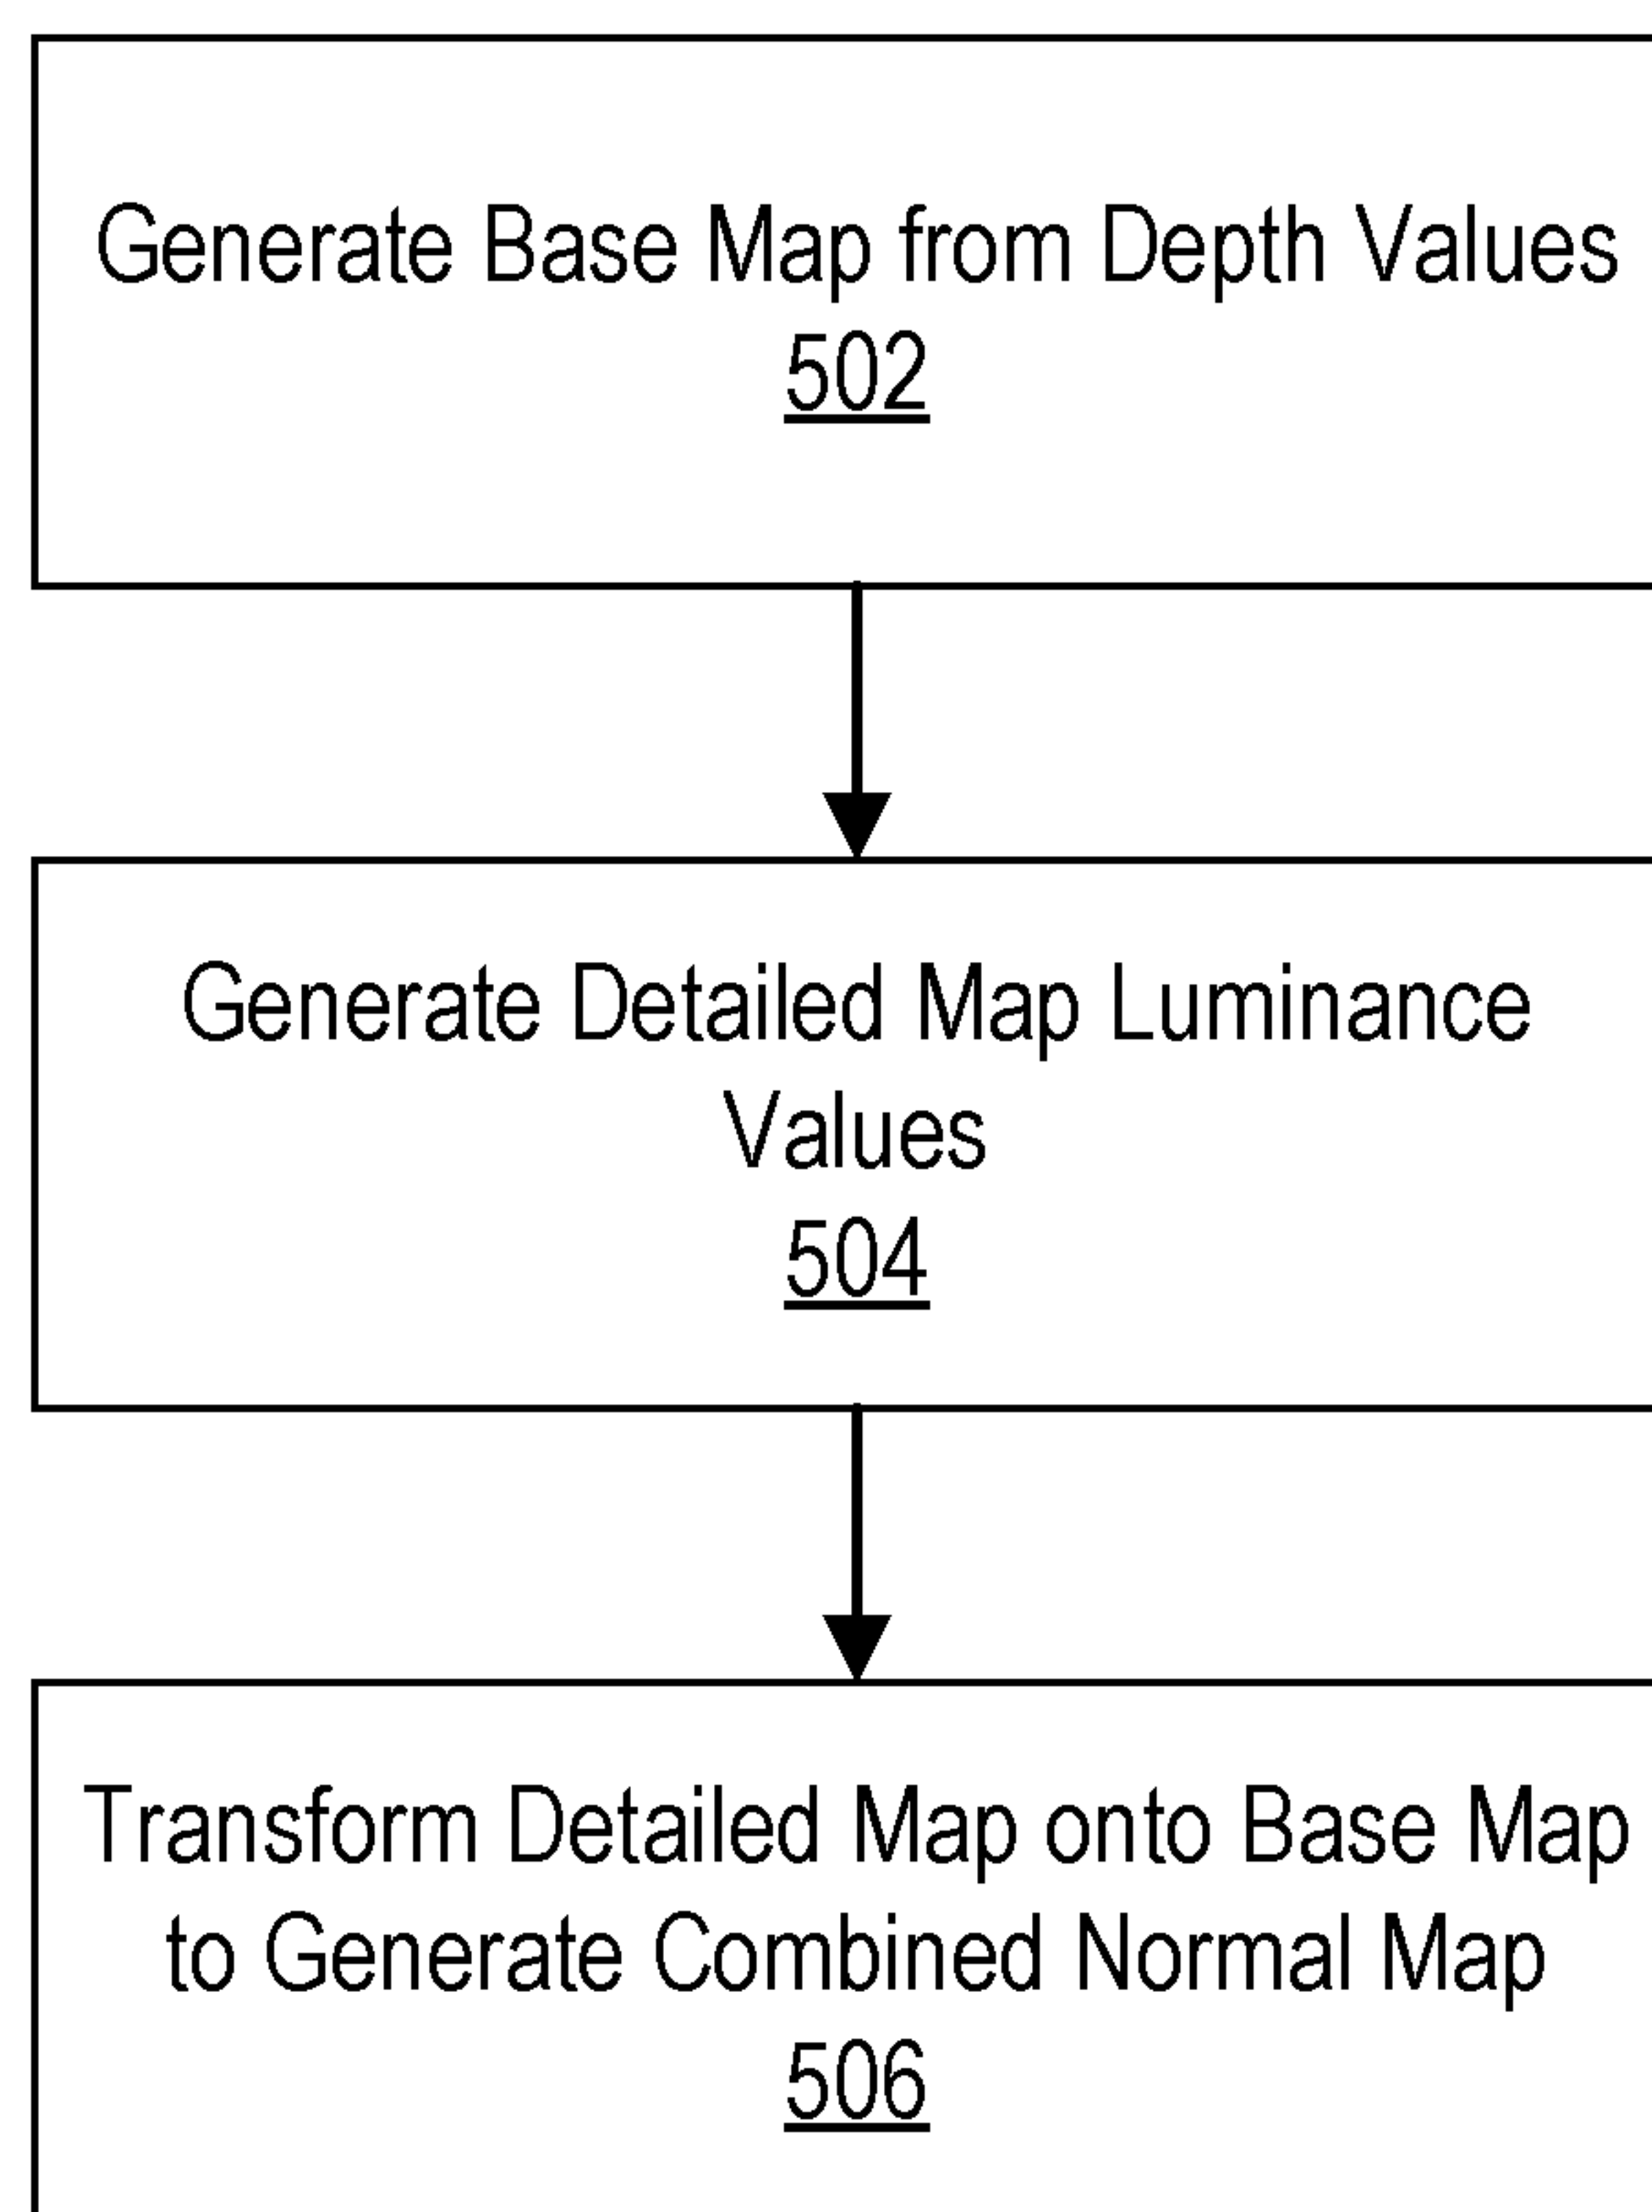 Generate Base Map from Depth Values
502
Generate Detailed Map Luminance
Values
504
Transform Detailed Map onto Base Map
to Generate Combined Normal Map
506